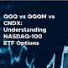 QQQ vs QQQM vs
CNDX:
Understanding
NASDAQ-100
ETF Options